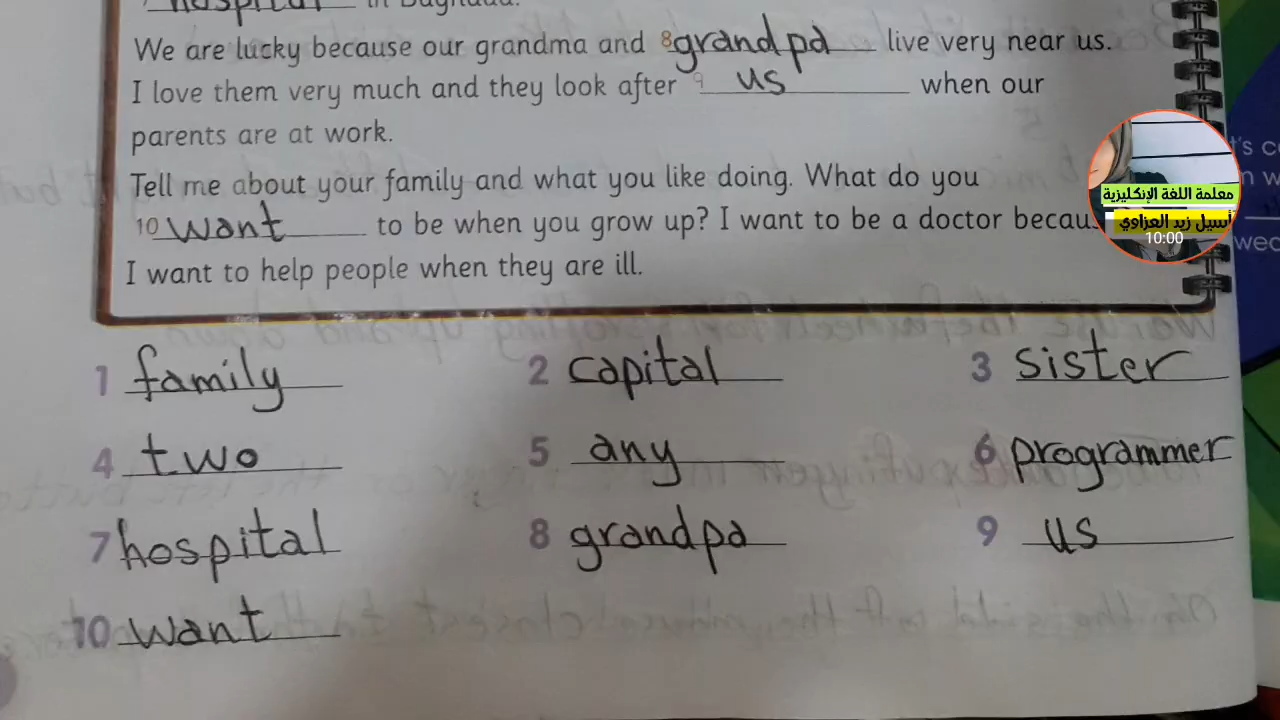 hospital in Baghdad.
We are lucky because our grandma and 8 grandpa live very near us.
I love them very much and they look after 9 us when our
parents are at work.
Tell me about your family and what you like doing. What do you
10 want to be when you grow up? I want to be a doctor becau
I want to help people when they are ill.
معلمة اللغة الإنكليزية
أسيل زيد العزاوي
10:00
1 family 2 capital 3 sister
4 two 5 any 6 programmer
7 hospital 8 grandpa 9 us
10 want